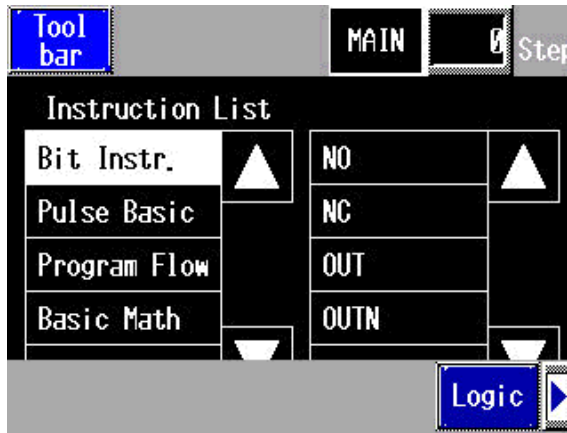 Tool
bar
MAIN
0
Step
Instruction List
Bit Instr.
NO
Pulse Basic
NC
Program Flow
OUT
Basic Math
OUTN
Logic